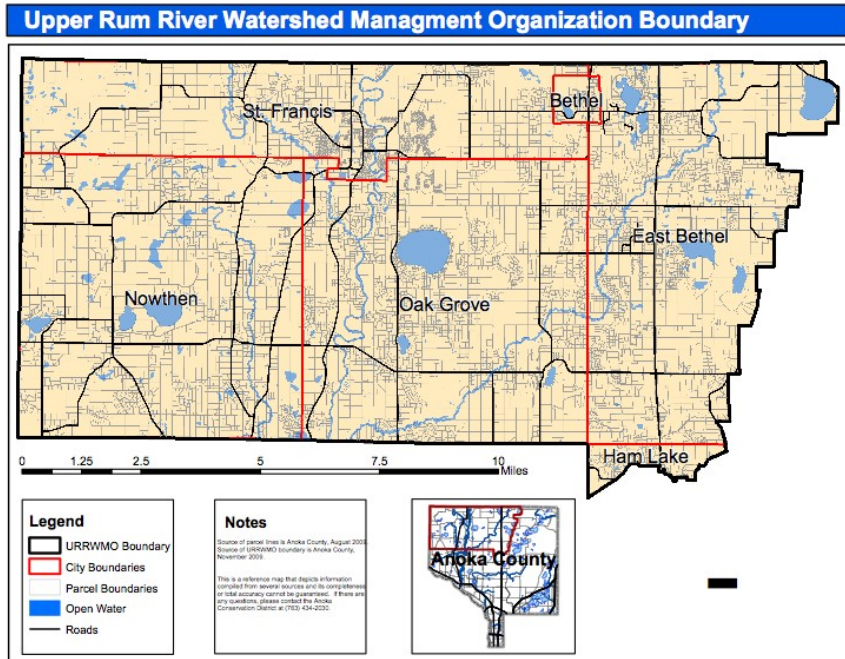 Upper Rum River Watershed Managment Organization Boundary
St. Francis
Bethel
East Bethel
Nowthen
Oak Grove
Ham Lake
0 1.25 2.5 5 7.5 10
Miles
Legend
URRWMO Boundary
City Boundaries
Parcel Boundaries
Open Water
Roads
Notes
Source of parcel lines is Anoka County, August 2009.
Source of URRWMO boundary is Anoka County,
November 2009.
This is a reference map that depicts information
compiled from several sources and its completeness
or total accuracy cannot be guaranteed. If there are
any questions, please contact the Anoka
Conservation District at (763) 434-2030.
Anoka County